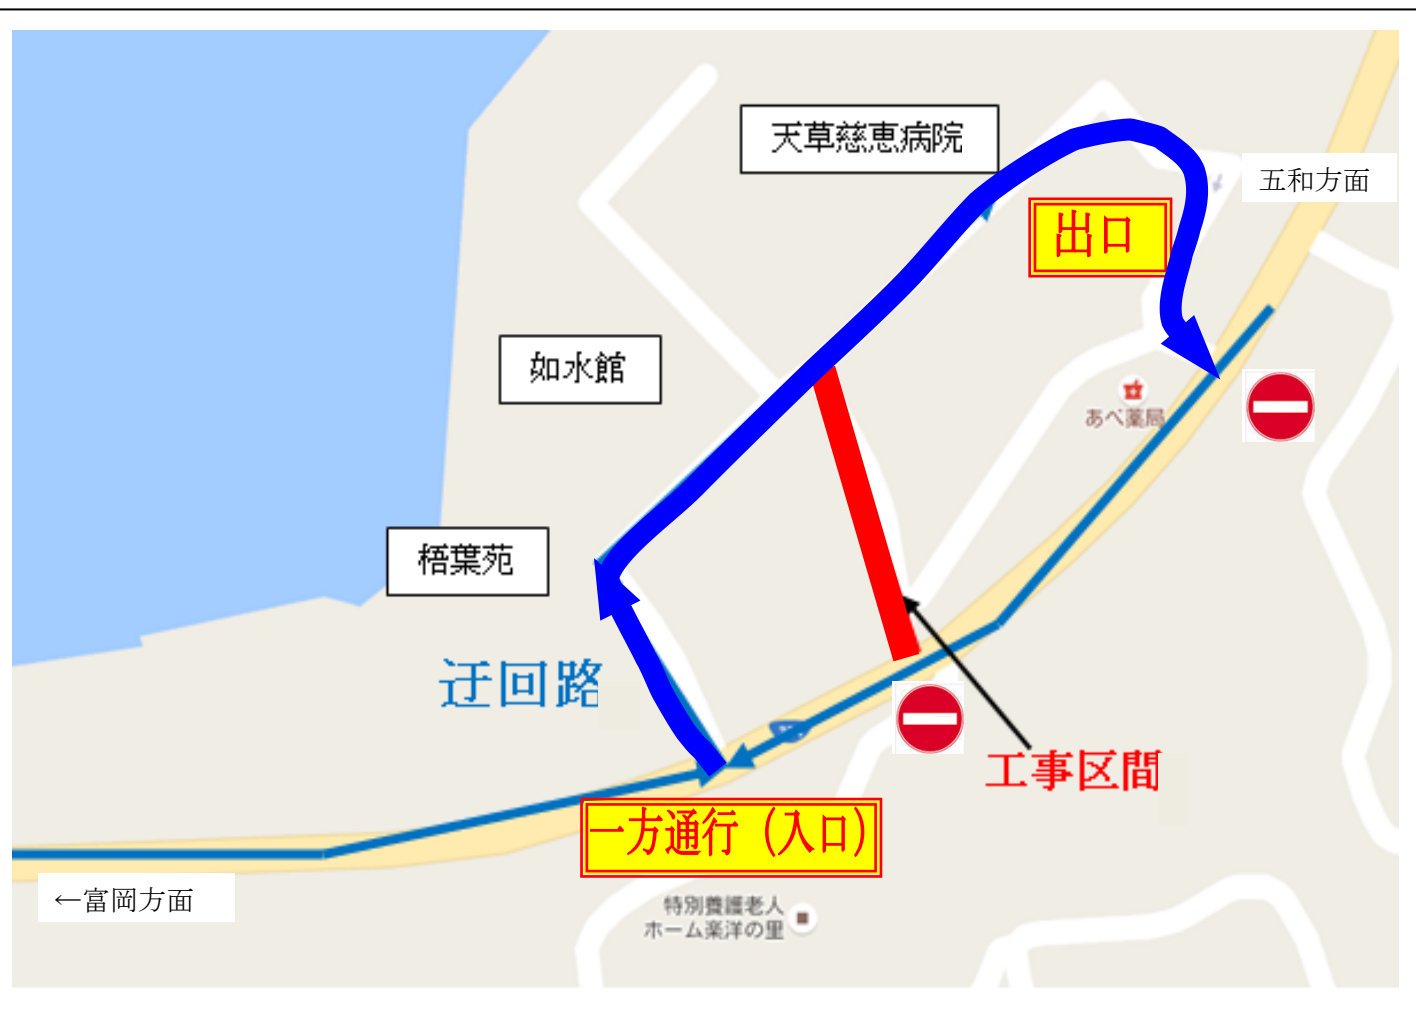 天草慈恵病院
五和方面
出口
如水館
あべ薬局
梧葉苑
迂回路
工事区間
一方通行（入口）
←富岡方面
特別養護老人
ホーム楽洋の里